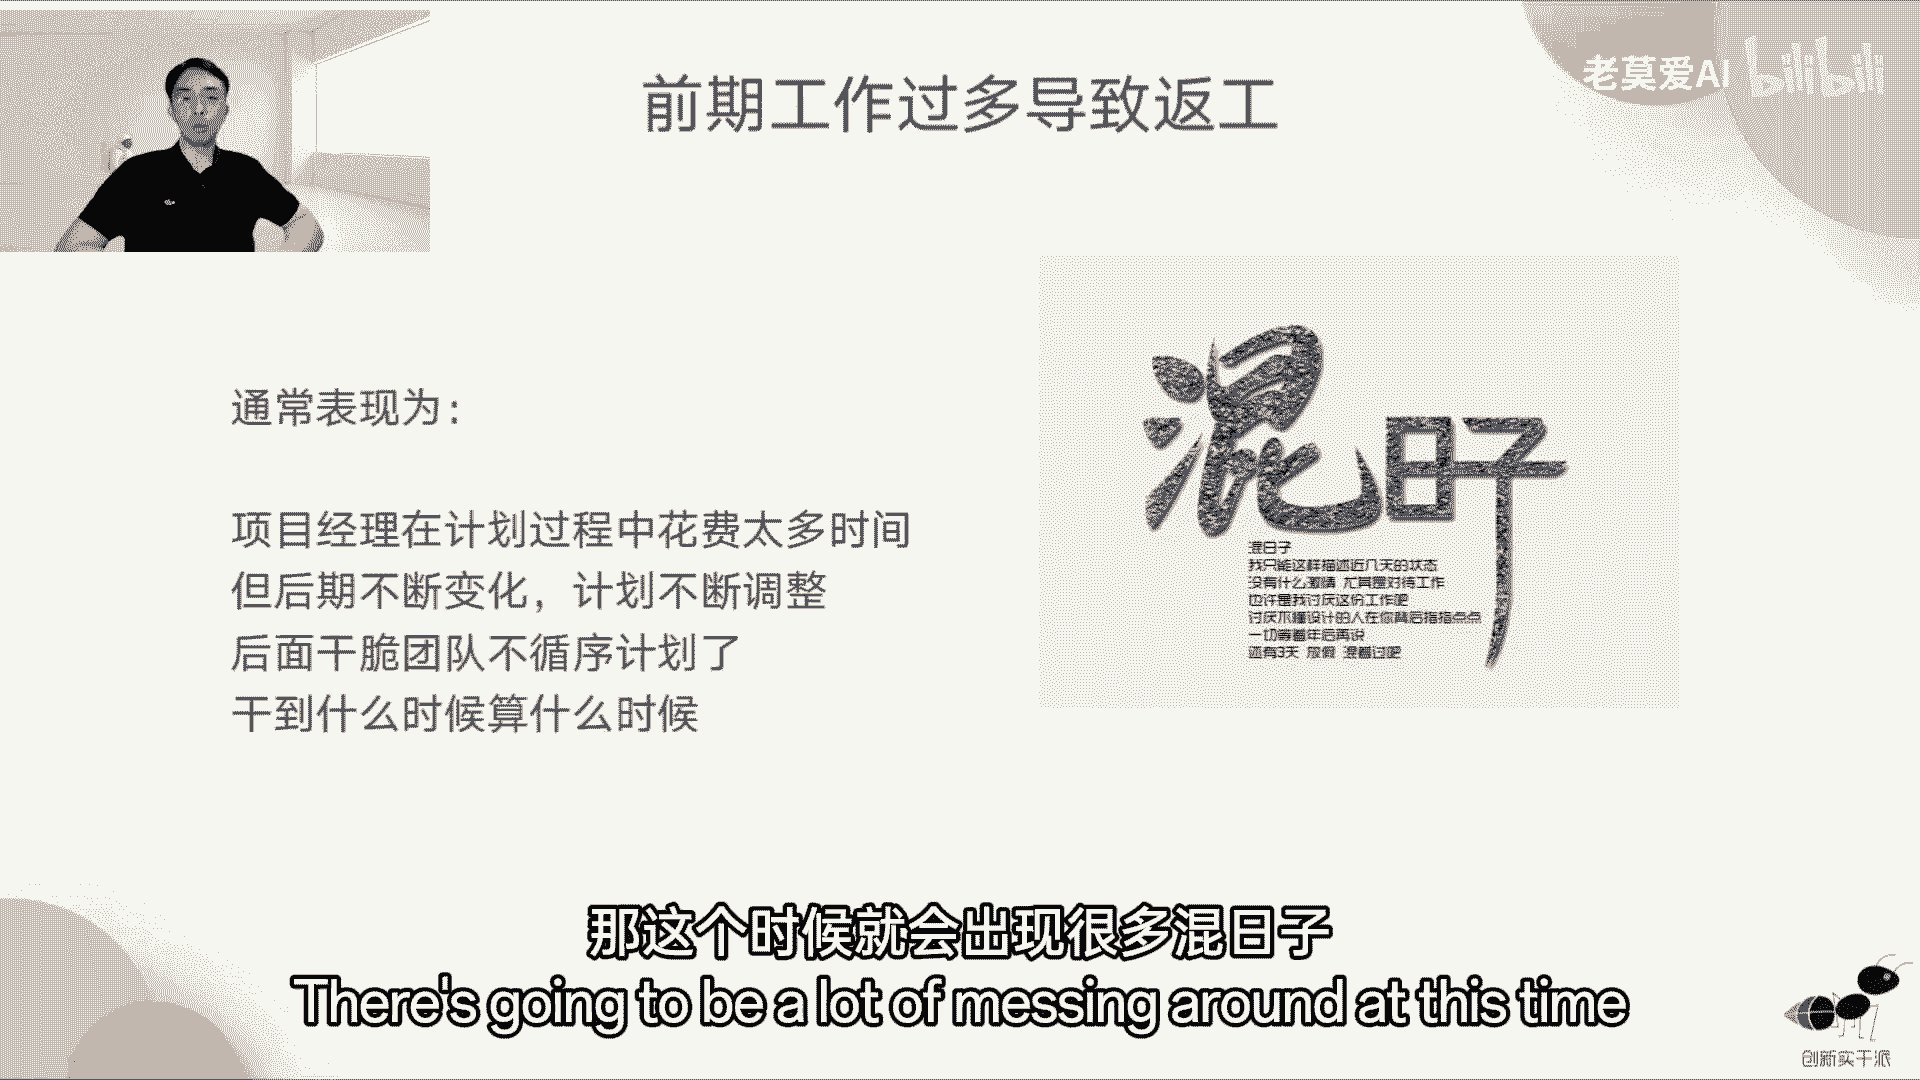 前期工作过多导致返工
老莫爱AI bilibili
通常表现为：
项目经理在计划过程中花费太多时间
但后期不断变化，计划不断调整
后面干脆团队不循序计划了
干到什么时候算什么时候
混日子
混日子
我只能这样描述近几天的状态
没有什么激情 尤其是对待工作
也许是我讨厌这份工作吧
讨厌不懂设计的人在你背后指指点点
一切等着年后再说
还有3天 放假 混着过吧
那这个时候就会出现很多混日子
There's going to be a lot of messing around at this time
创新实干派